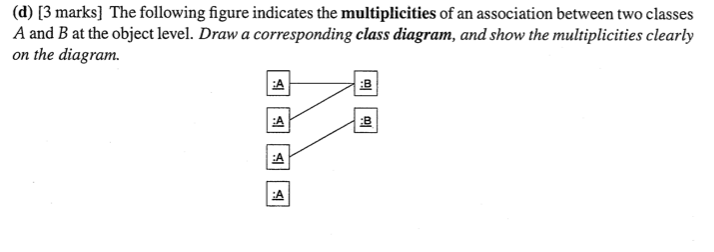 (d) [3 marks] The following figure indicates the multiplicities of an association between two classes
A and B at the object level. Draw a corresponding class diagram, and show the multiplicities clearly
on the diagram.
:A :B
:A :B
:A
:A